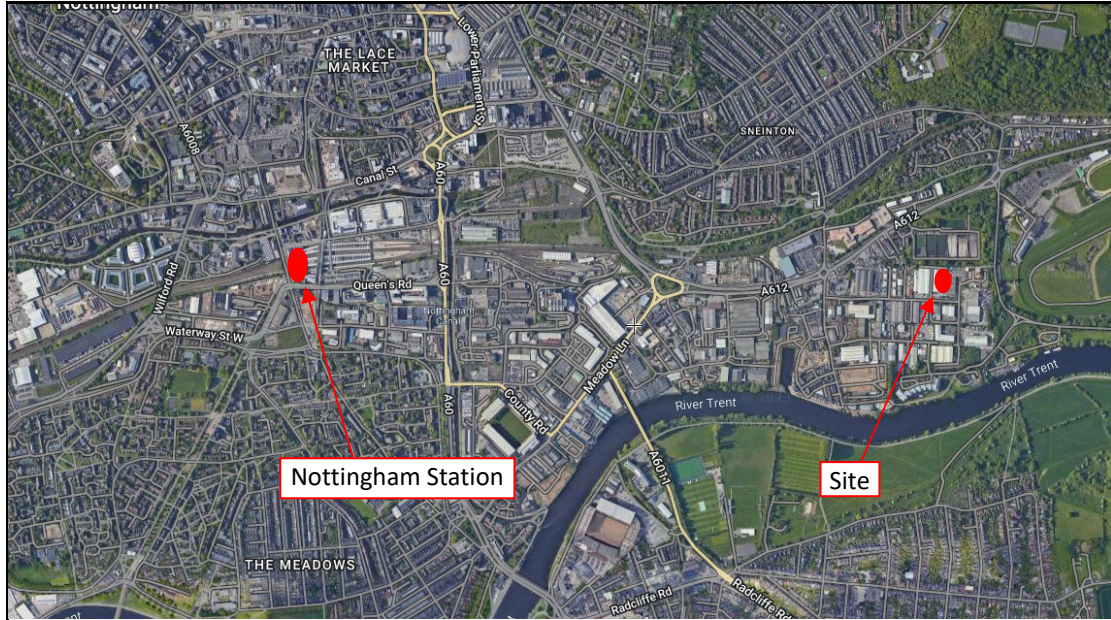 Nottingham
THE LACE
MARKET
Lower Parliament St
A6008
SNEINTON
Canal St
A60
A612
Wilford Rd
Queen's Rd
A60
Nottingham
Canal
A612
Waterway St W
Meadow Ln
County Rd
A60
River Trent
River Trent
A6011
Nottingham Station
Site
THE MEADOWS
Radcliffe Rd
Radcliffe Rd